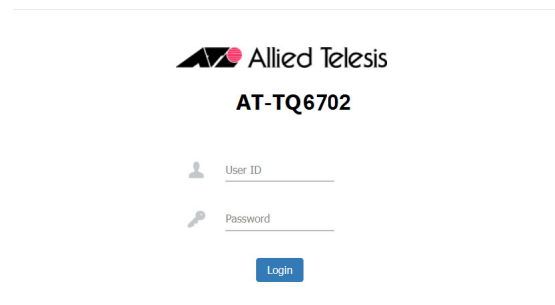 Allied Telesis
AT-TQ6702
User ID
Password
Login